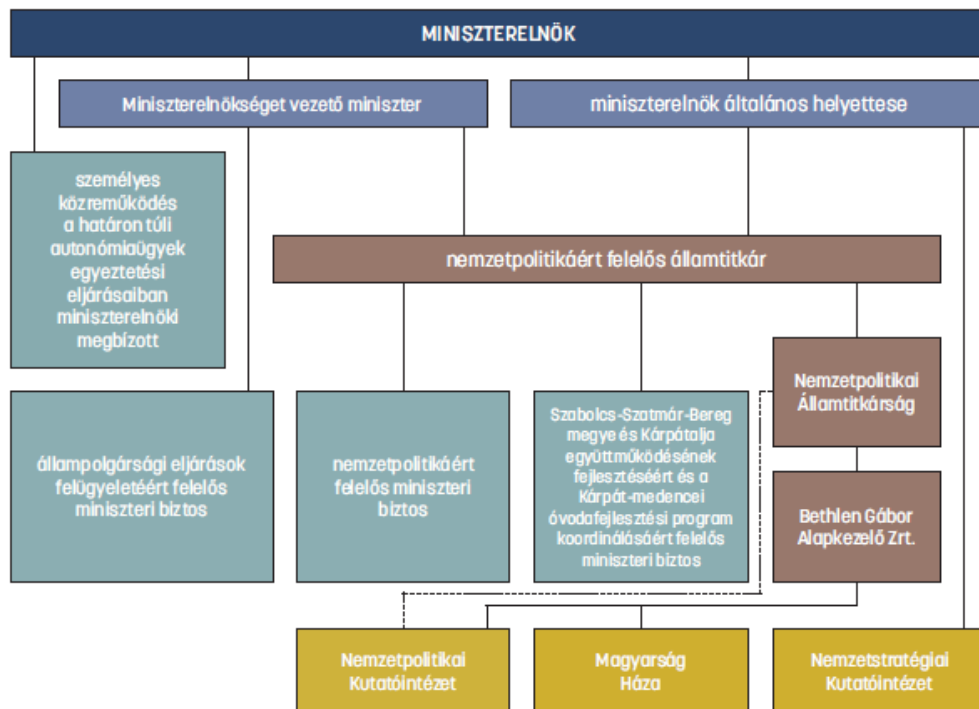 MINISZTERELNÖK
Miniszterelnökséget vezető miniszter
miniszterelnök általános helyettese
személyes
közreműködés
a határon túli
autonómiaügyek
egyeztetési
eljárásaiban
miniszterelnöki
megbízott
nemzetpolitikáért felelős államtitkár
Nemzetpolitikai
Államtitkárság
állampolgársági eljárások
felügyeletéért felelős
miniszteri biztos
nemzetpolitikáért
felelős miniszteri
biztos
Szabolcs-Szatmár-Bereg
megye és Kárpátalja
együttműködésének
fejlesztéséért és a
Kárpát-medencei
óvodafejlesztési program
koordinálásáért felelős
miniszteri biztos
Bethlen Gábor
Alapkezelő Zrt.
Nemzetpolitikai
Kutatóintézet
Magyarság
Háza
Nemzetstratégiai
Kutatóintézet